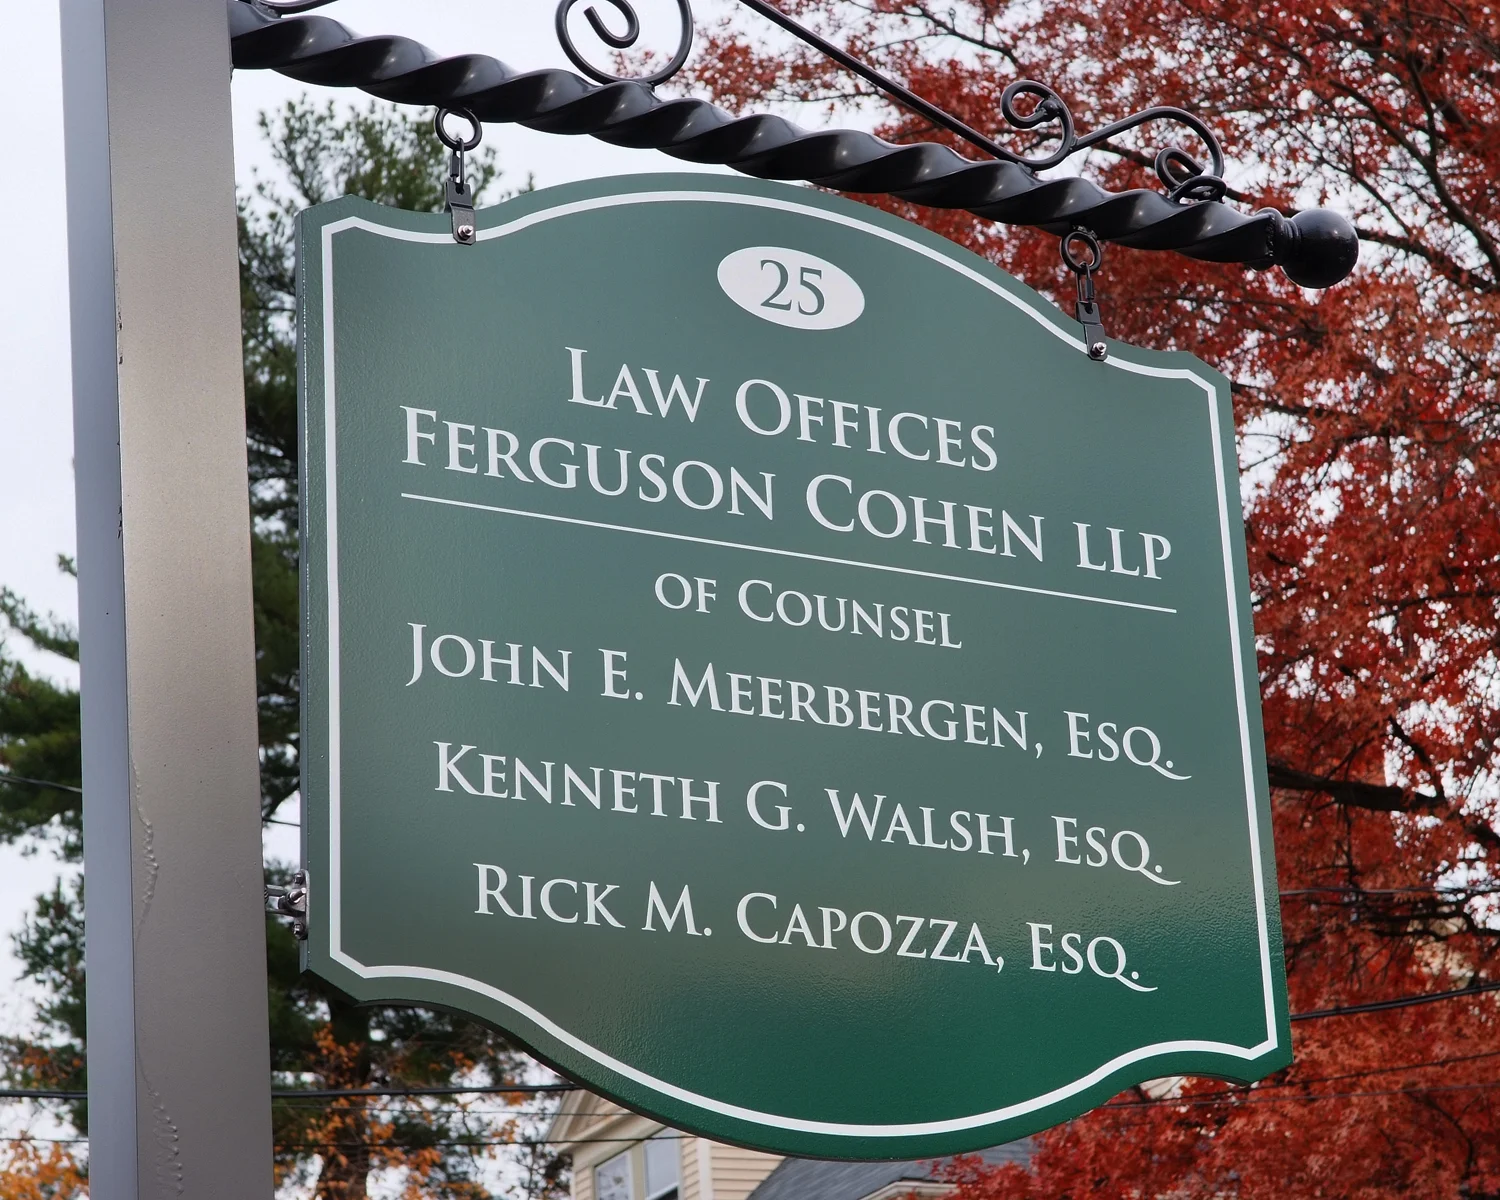 25
Law Offices
Ferguson Cohen LLP
of Counsel
John E. Meerbergen, Esq.
Kenneth G. Walsh, Esq.
Rick M. Capozza, Esq.